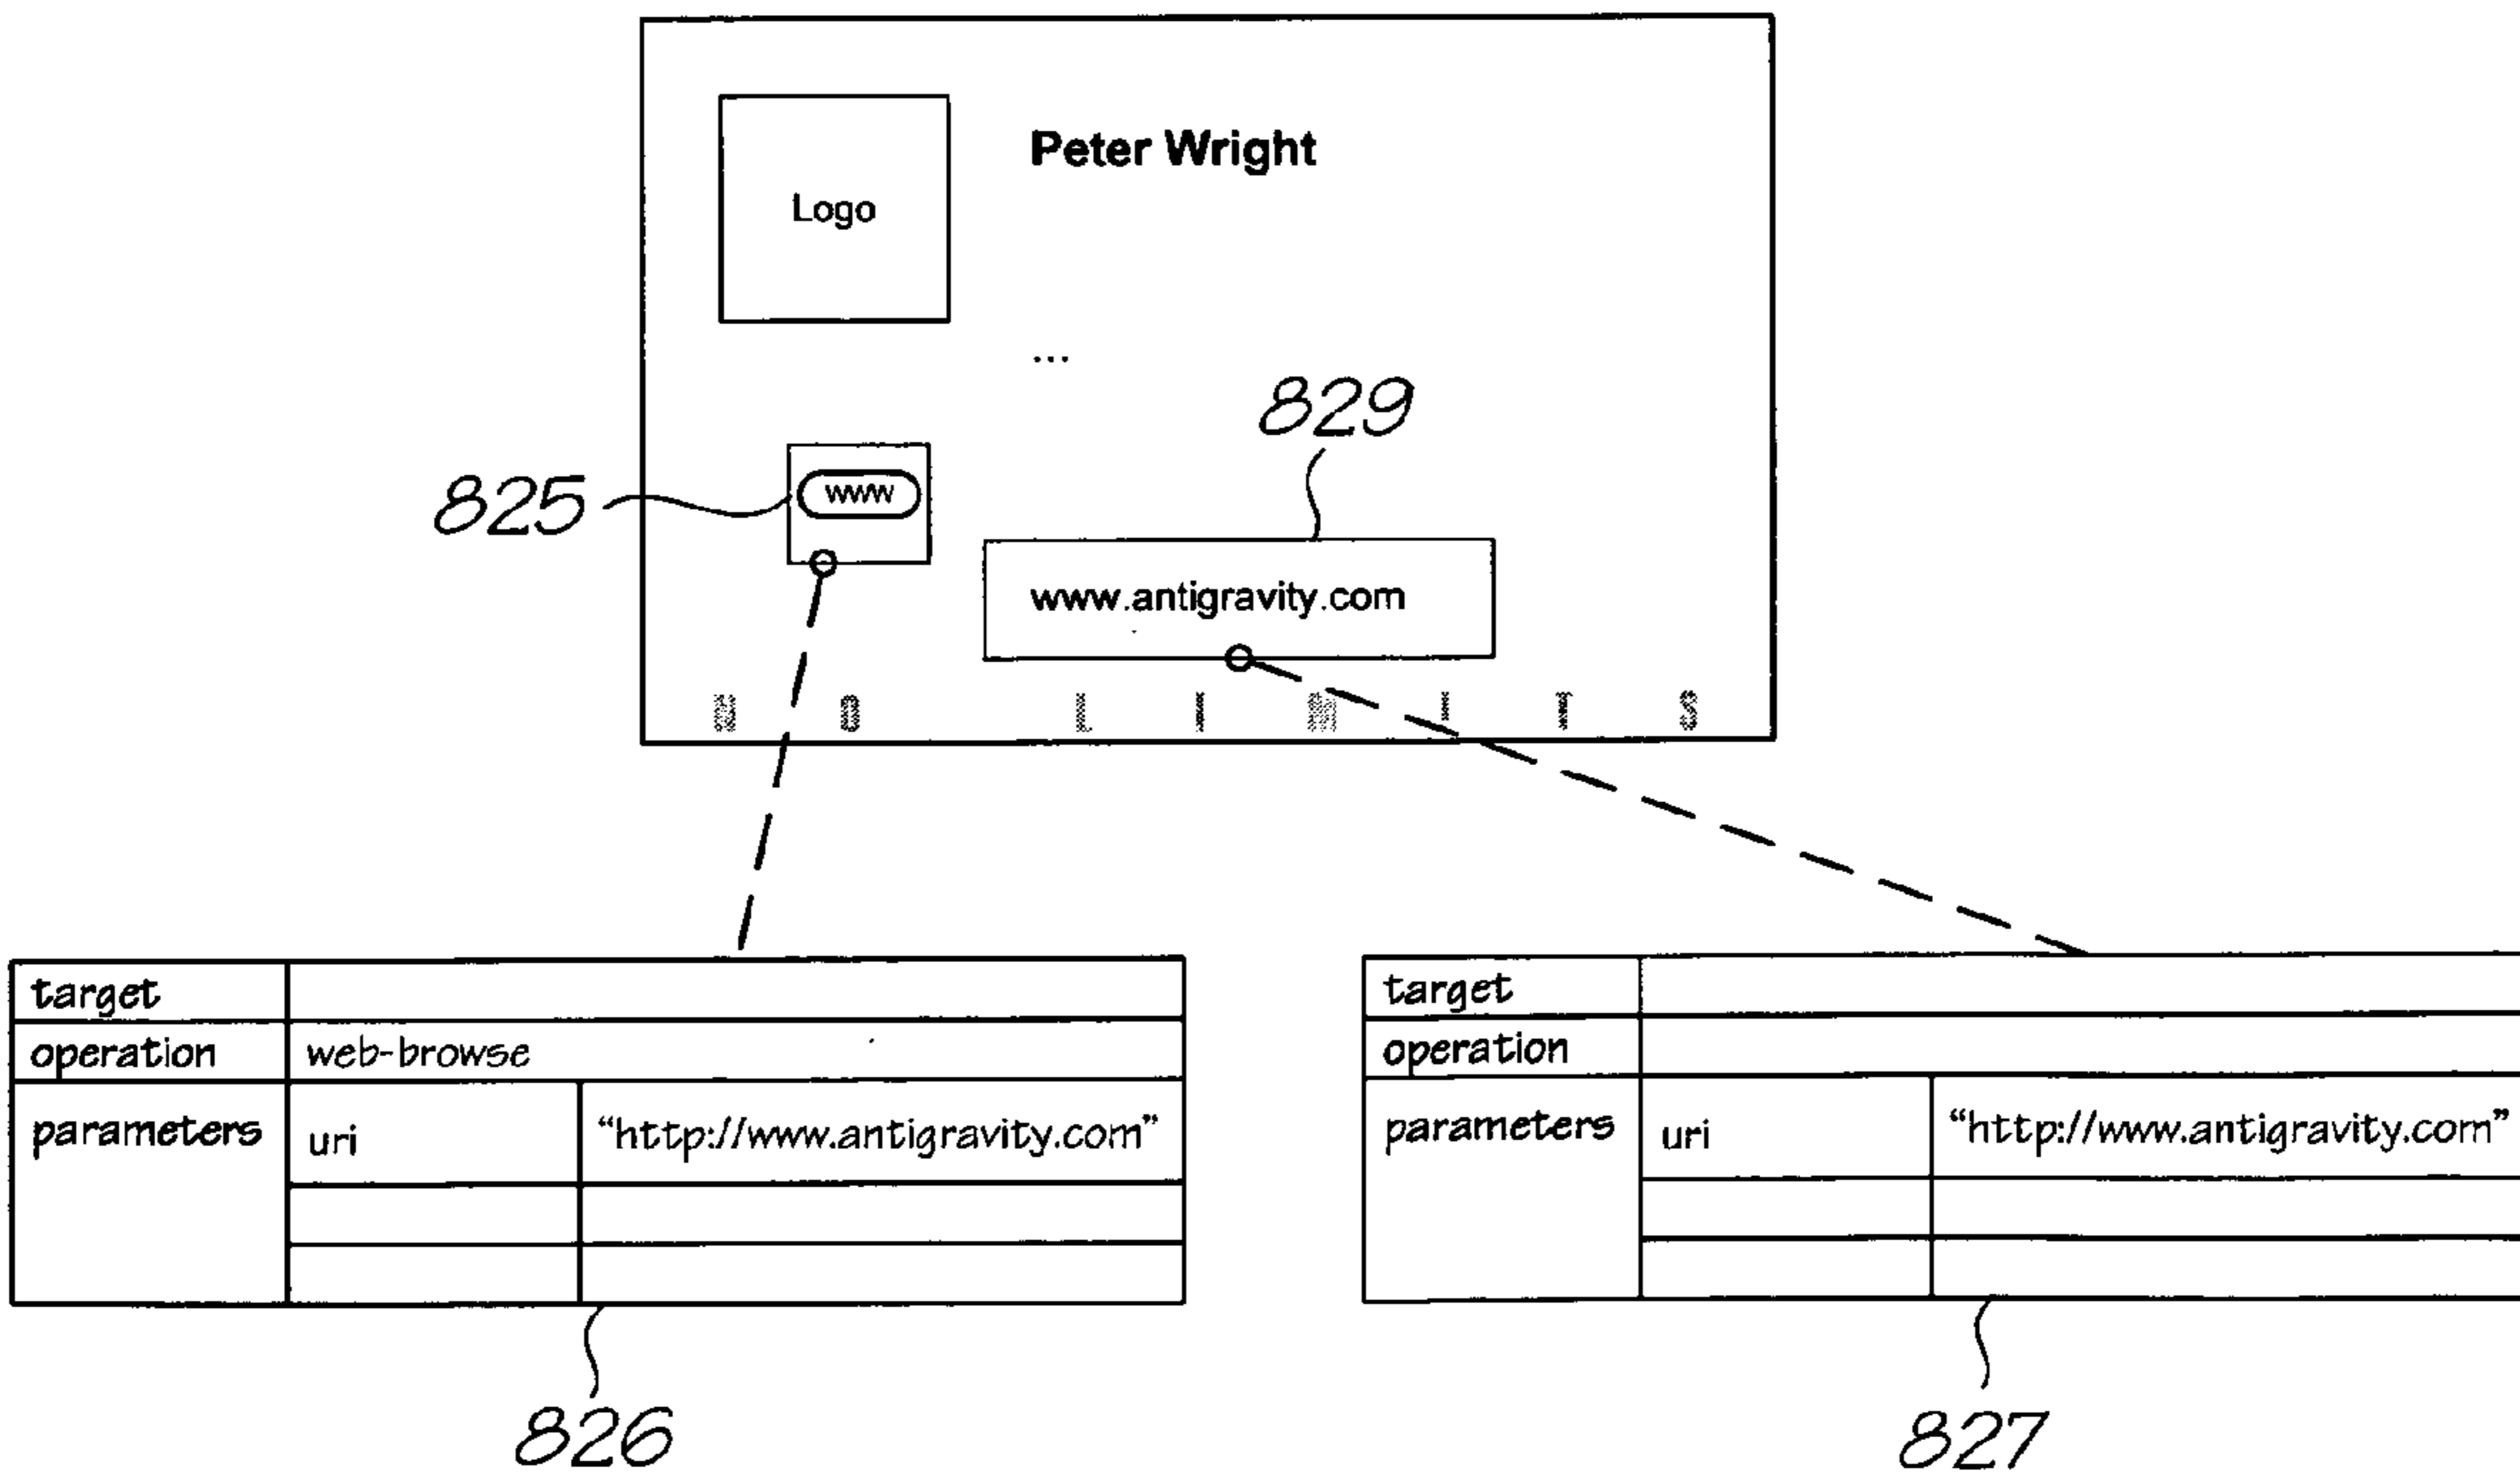 Peter Wright
Logo
...
829
825
www
www.antigravity.com
N O L I M I T S
target
operation web-browse
parameters uri “http://www.antigravity.com”
826
target
operation
parameters uri “http://www.antigravity.com”
827